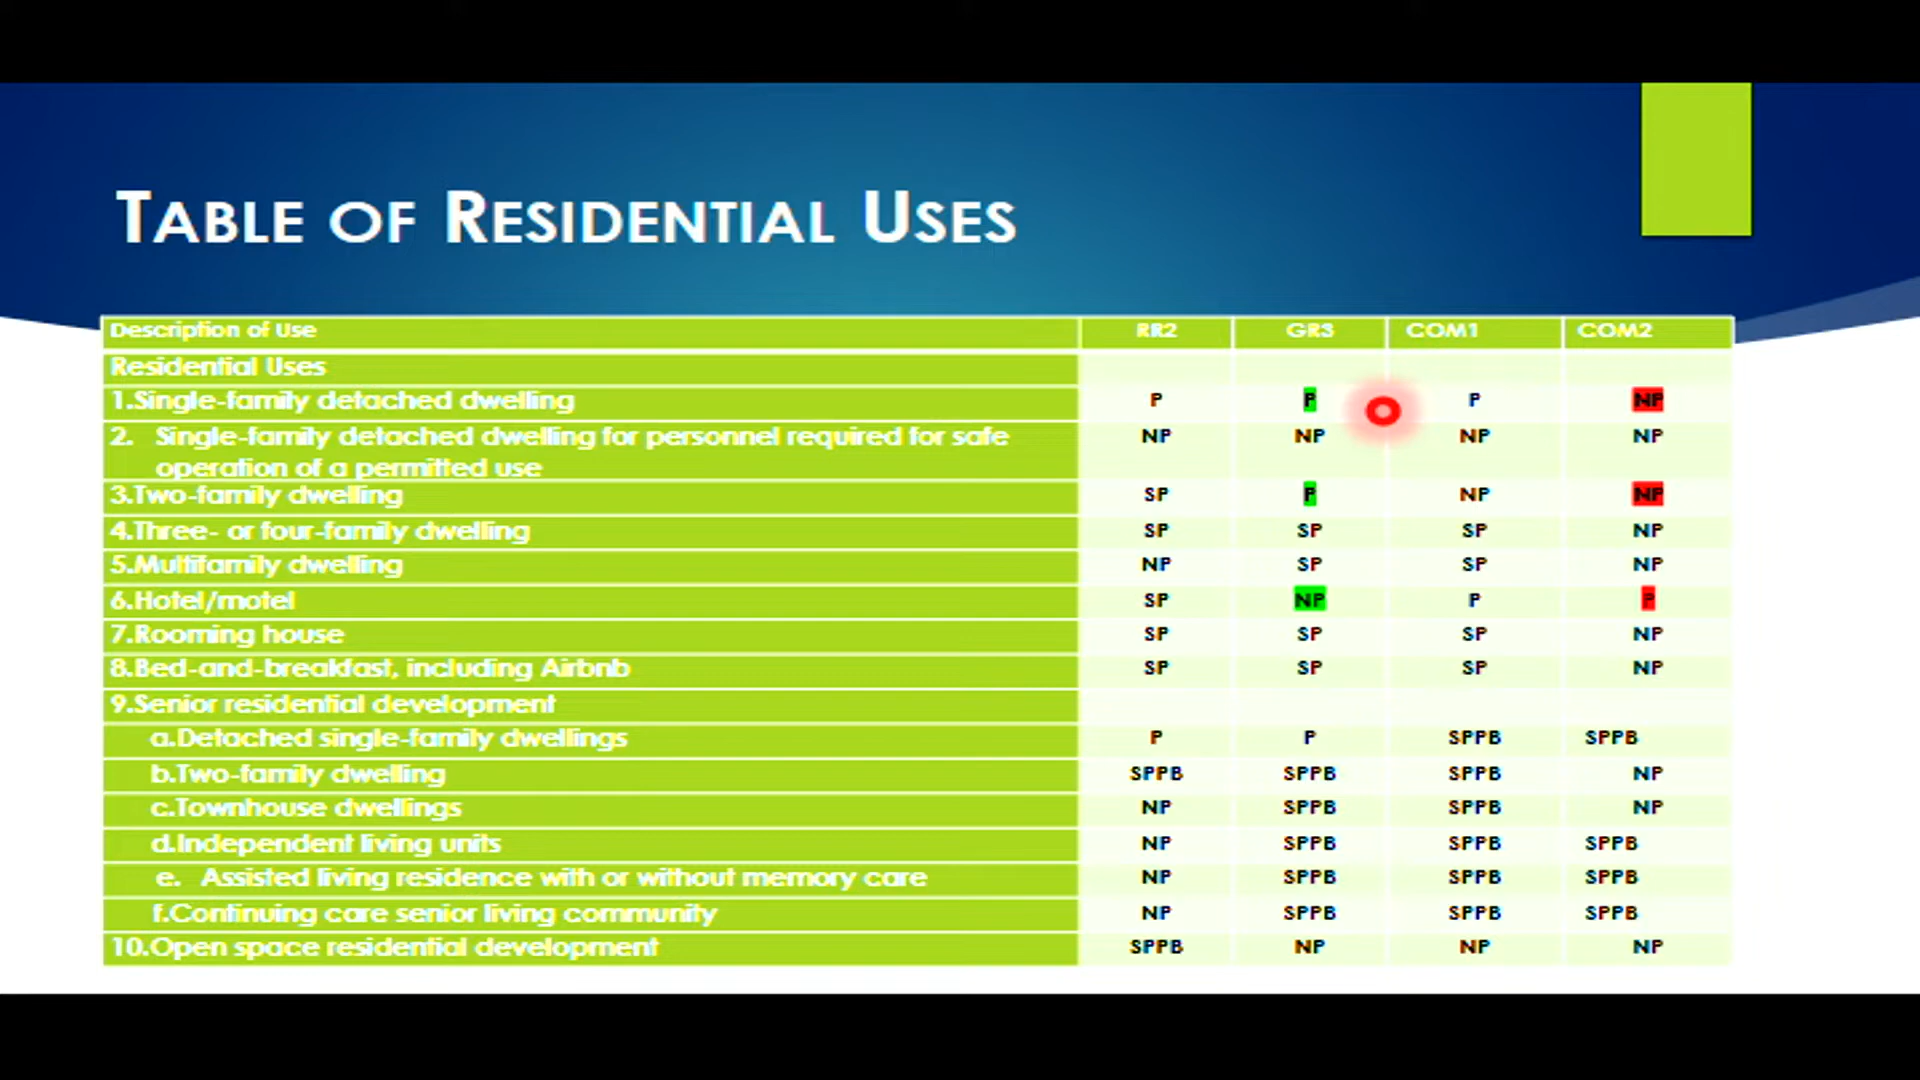 TABLE OF RESIDENTIAL USES
Description of Use RR2 GR3 COM1 COM2
Residential Uses
1.Single-family detached dwelling P P P NP
2. Single-family detached dwelling for personnel required for safe NP NP NP NP
operation of a permitted use
3.Two-family dwelling SP P NP NP
4.Three- or four-family dwelling SP SP SP NP
5.Multifamily dwelling NP SP SP NP
6.Hotel/motel SP NP P P
7.Rooming house SP SP SP NP
8.Bed-and-breakfast, including Airbnb SP SP SP NP
9.Senior residential development
a.Detached single-family dwellings P P SPPB SPPB
b.Two-family dwelling SPPB SPPB SPPB NP
c.Townhouse dwellings NP SPPB SPPB NP
d.Independent living units NP SPPB SPPB SPPB
e. Assisted living residence with or without memory care NP SPPB SPPB SPPB
f.Continuing care senior living community NP SPPB SPPB SPPB
10.Open space residential development SPPB NP NP NP